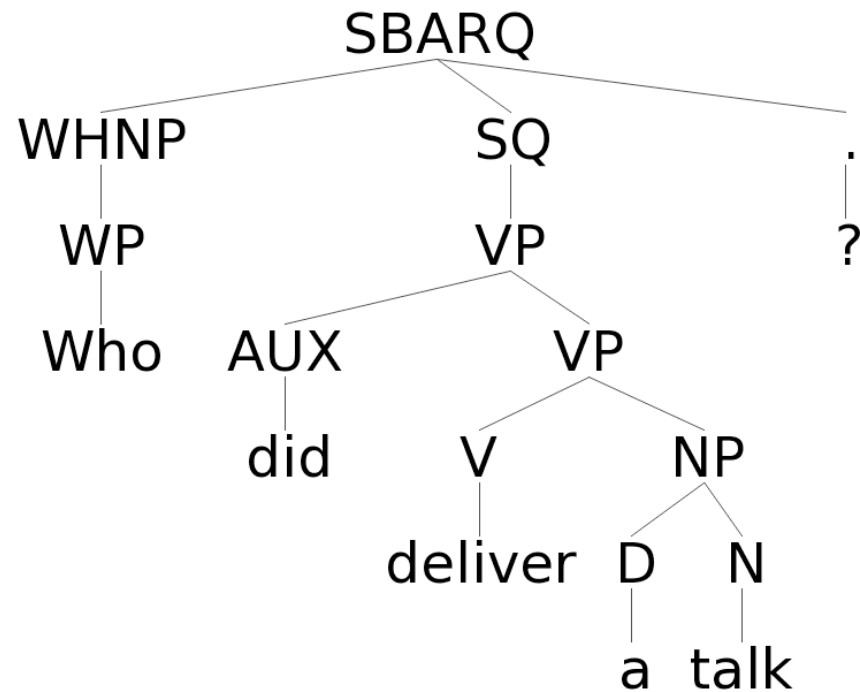 SBARQ
WHNP SQ .
WP VP ?
Who AUX VP
did V NP
deliver D N
a talk